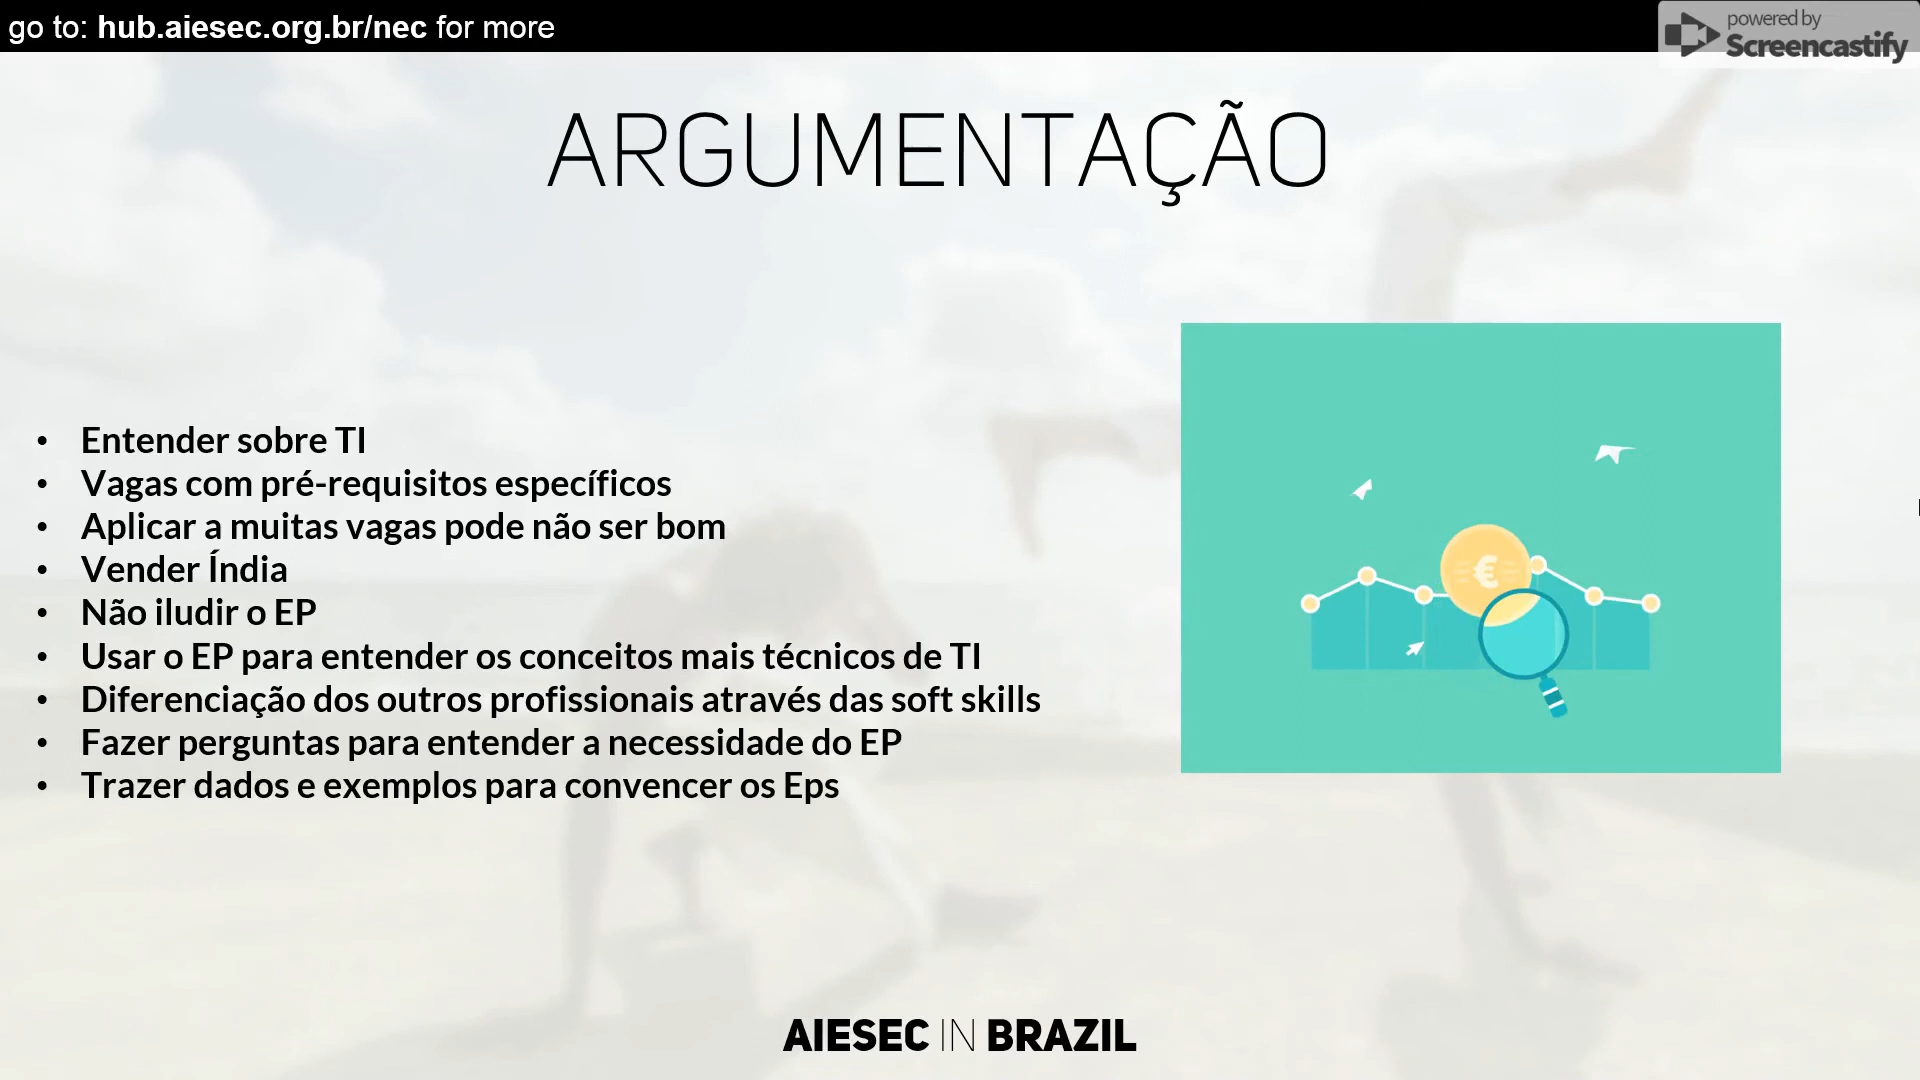 go to: hub.aiesec.org.br/nec for more
powered by
Screencastify
ARGUMENTAÇÃO
• Entender sobre TI
• Vagas com pré-requisitos específicos
• Aplicar a muitas vagas pode não ser bom
• Vender Índia
• Não iludir o EP
• Usar o EP para entender os conceitos mais técnicos de TI
• Diferenciação dos outros profissionais através das soft skills
• Fazer perguntas para entender a necessidade do EP
• Trazer dados e exemplos para convencer os Eps
€
AIESEC IN BRAZIL